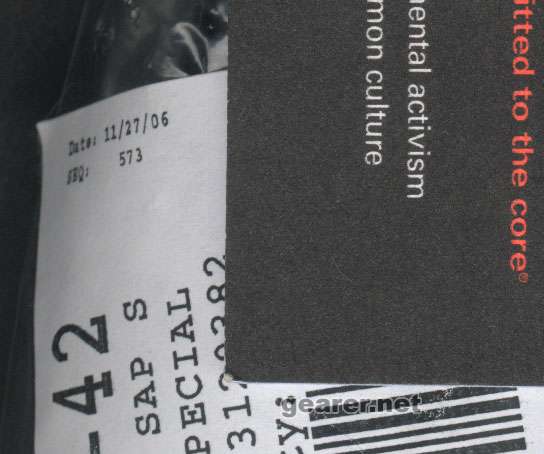 Date: 11/27/06
SEQ: 573
-42
SAP S
PECIAL
itted to the core®
ental activism
mon culture
gearer.net